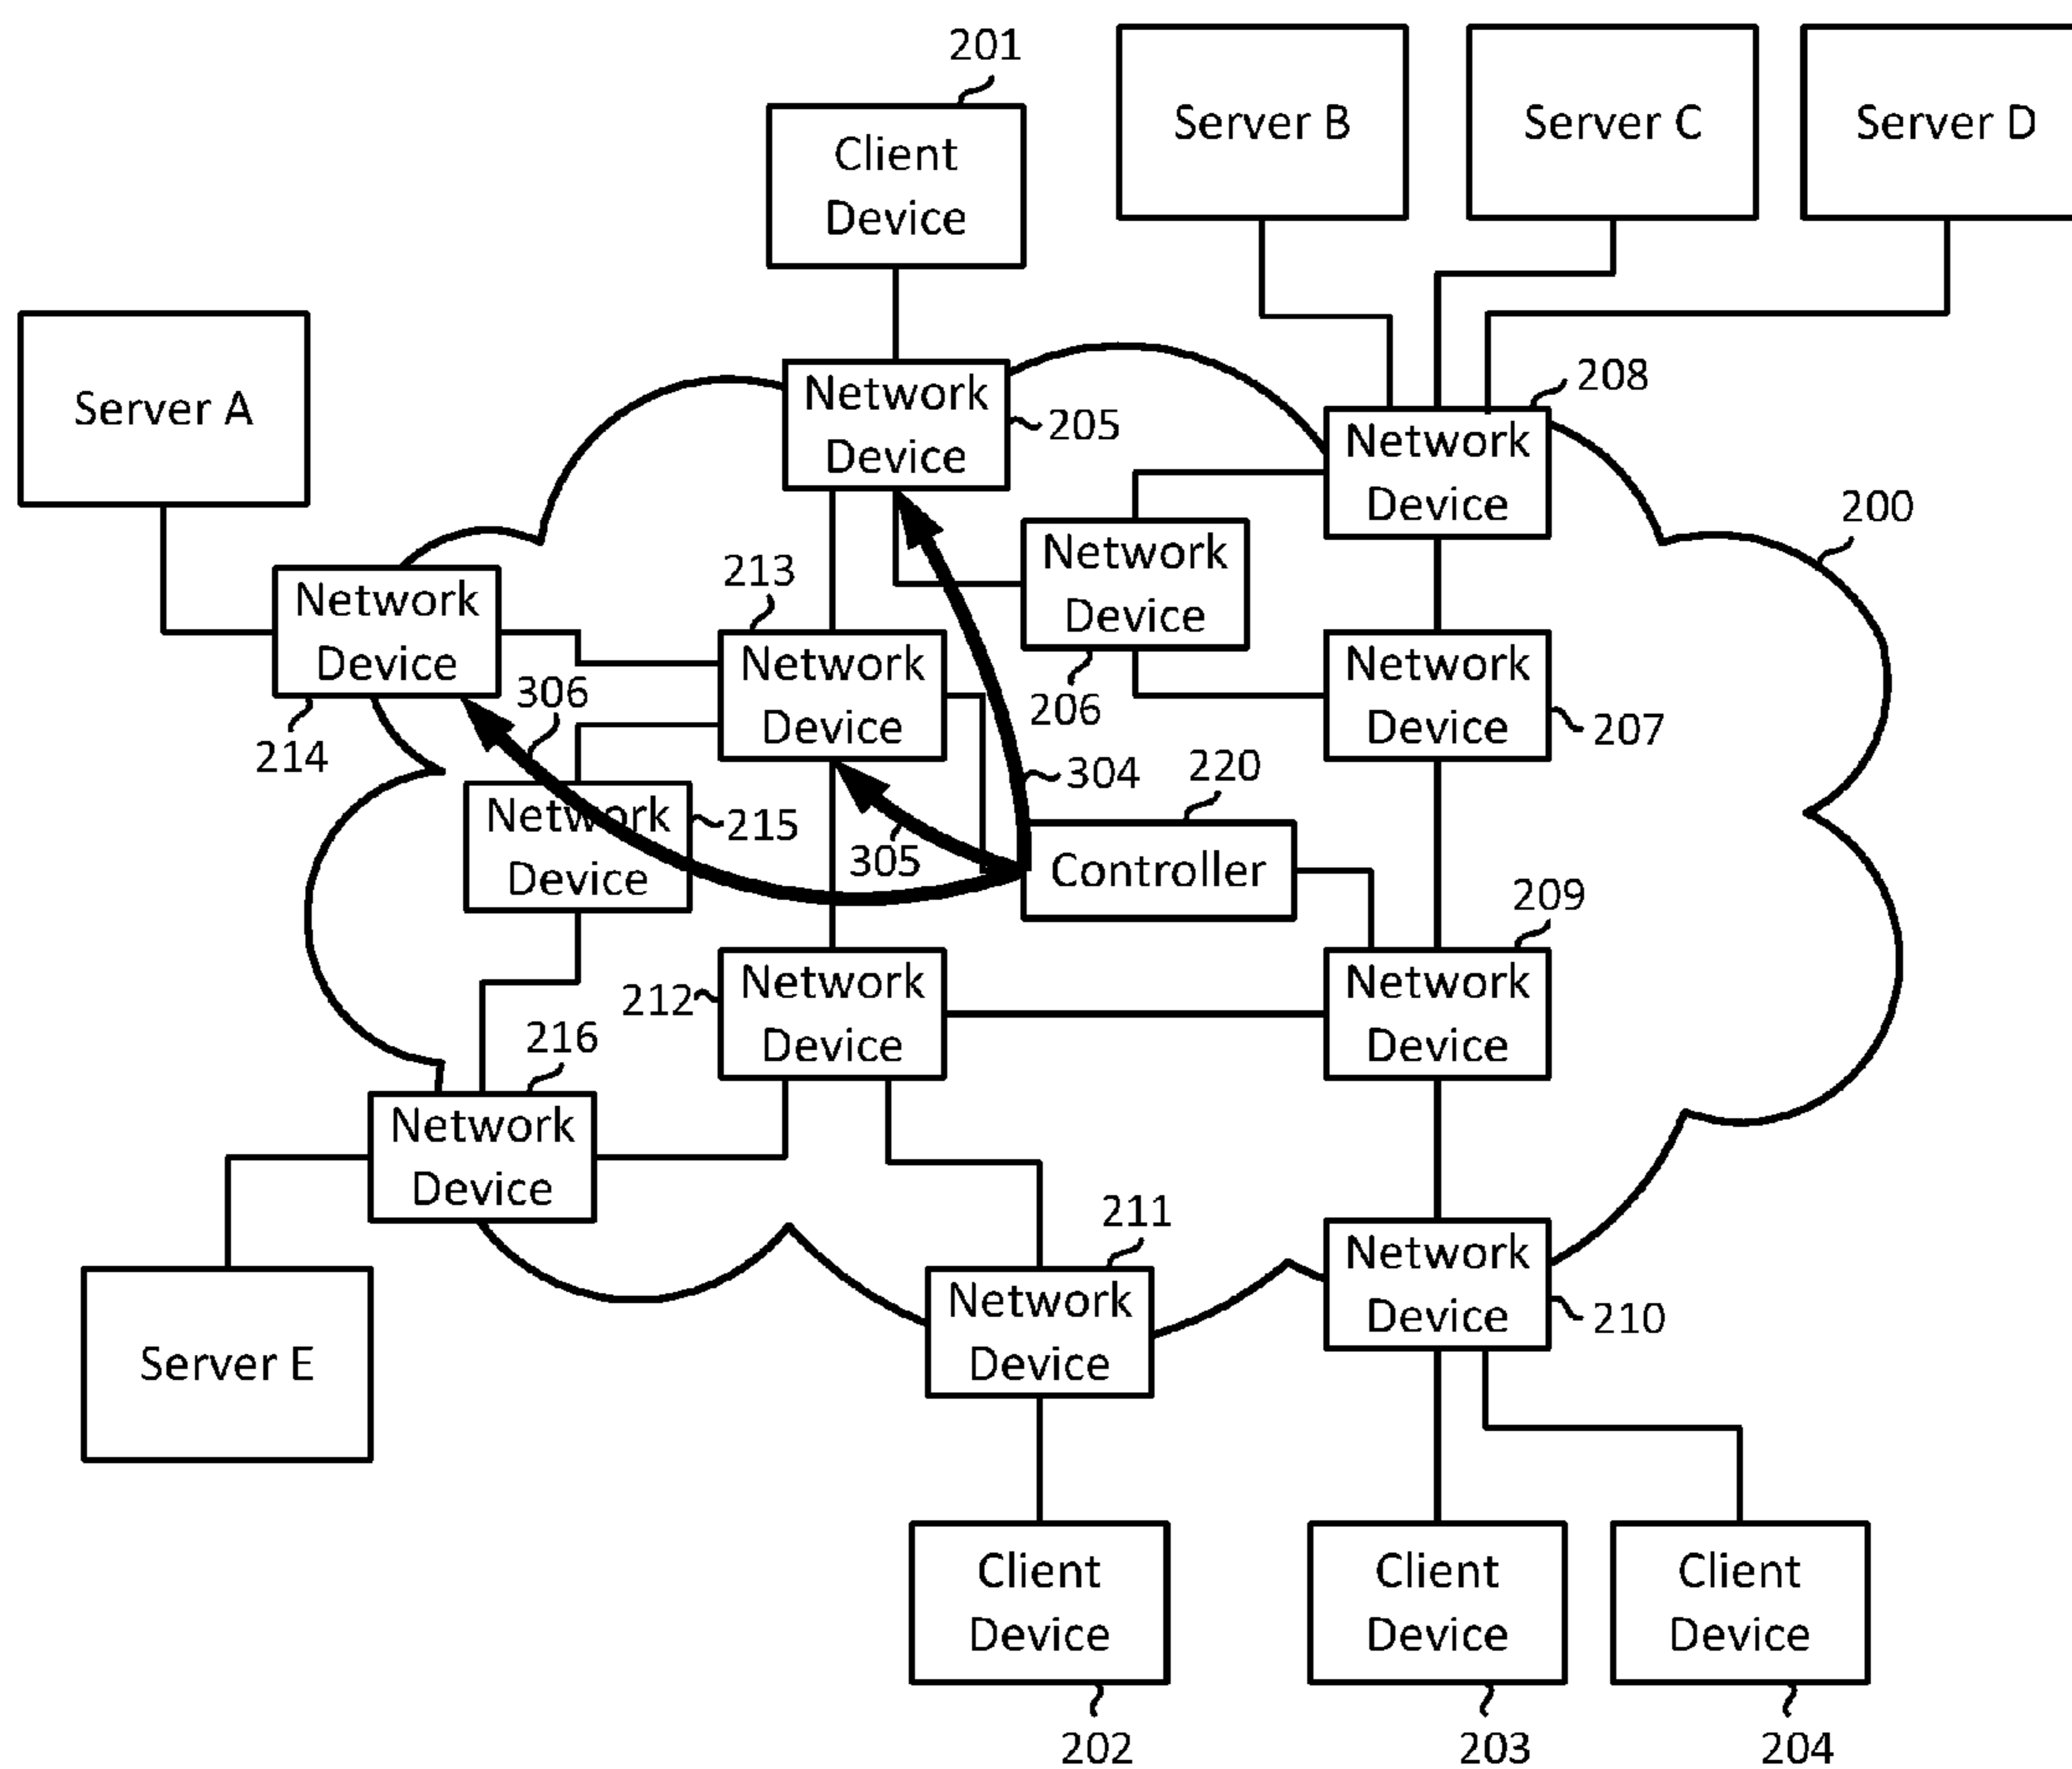 201
Client
Device
Server B
Server C
Server D
Server A
Network
Device
205
208
Network
Device
200
Network
Device
206
213
Network
Device
Network
Device
214
306
Network
Device
207
304
220
Network
Device
215
305
Controller
209
Network
Device
212
Network
Device
216
Network
Device
211
Network
Device
Network
Device
210
Server E
Client
Device
202
Client
Device
203
Client
Device
204